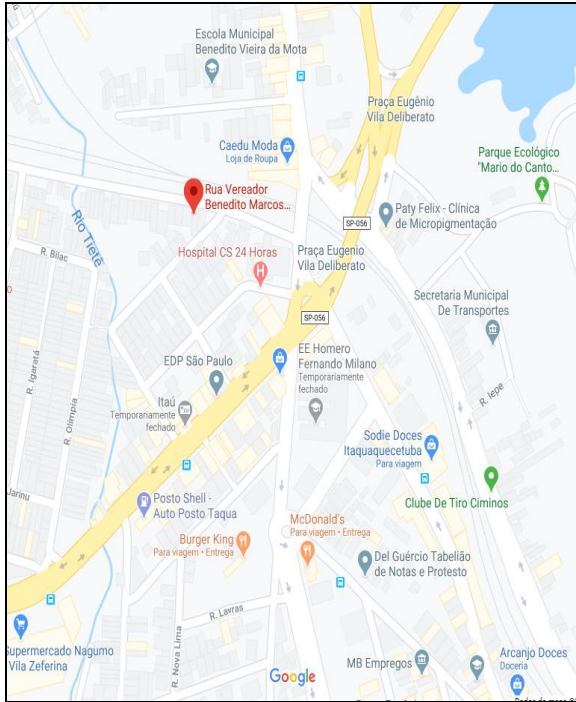 Escola Municipal
Benedito Vieira da Mota
Praça Eugênio
Vila Deliberato
Caedu Moda
Loja de Roupa
Parque Ecológico
"Mario do Canto...
Rua Vereador
Benedito Marcos...
Paty Felix - Clínica
de Micropigmentação
SP-056
Rio Tietê
R. Bilac
Hospital CS 24 Horas
Praça Eugenio
Vila Deliberato
Secretaria Municipal
De Transportes
SP-056
R. Igaratá
R. Olímpia
EDP São Paulo
EE Homero
Fernando Milano
Temporariamente
fechado
Itaú
Temporariamente
fechado
R. Iepe
Sodie Doces
Itaquaquecetuba
Para viagem
Jarinu
Posto Shell -
Auto Posto Taqua
Clube De Tiro Ciminos
McDonald's
Para viagem • Entrega
Burger King
Para viagem • Entrega
Del Guércio Tabelião
de Notas e Protesto
R. Lavras
R. Nova Lima
Supermercado Nagumo
Vila Zeferina
MB Empregos
Arcanjo Doces
Doceria
Google